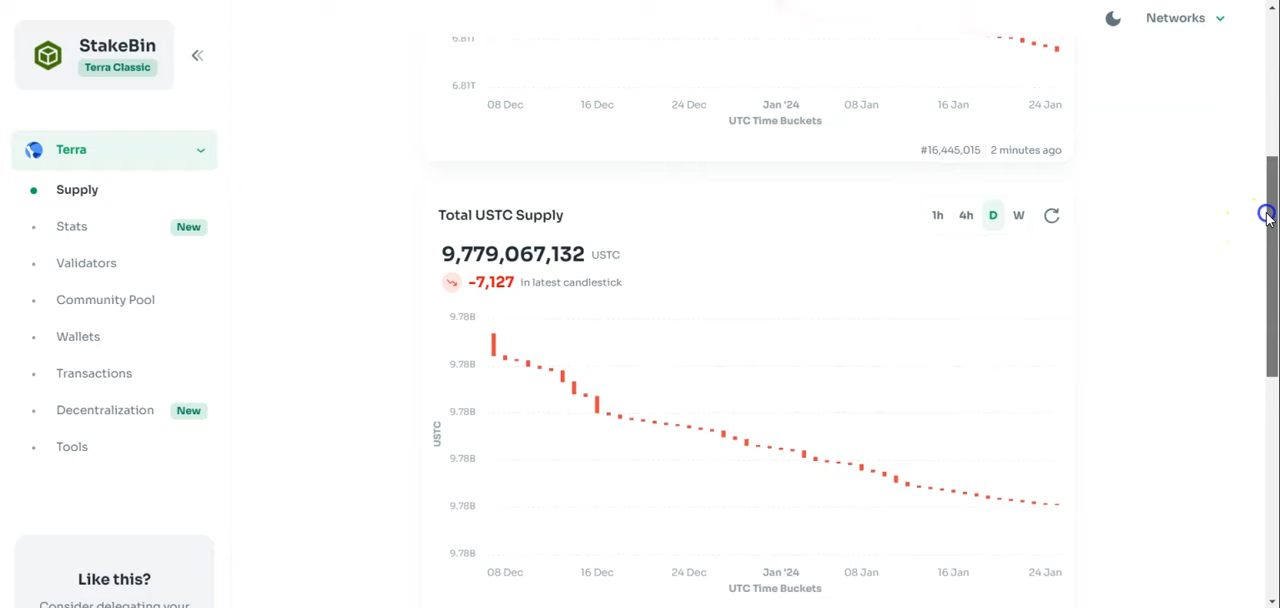 StakeBin
Terra Classic
Networks
Terra
Supply
Stats New
Validators
Community Pool
Wallets
Transactions
Decentralization New
Tools
Like this?
Consider delegating your
6.81T
6.81T
08 Dec 16 Dec 24 Dec Jan '24 08 Jan 16 Jan 24 Jan
UTC Time Buckets
#16,445,015 2 minutes ago
Total USTC Supply
1h 4h D W
9,779,067,132 USTC
-7,127 in latest candlestick
9.78B
9.78B
9.78B
9.78B
9.78B
9.78B
USTC
08 Dec 16 Dec 24 Dec Jan '24 08 Jan 16 Jan 24 Jan
UTC Time Buckets